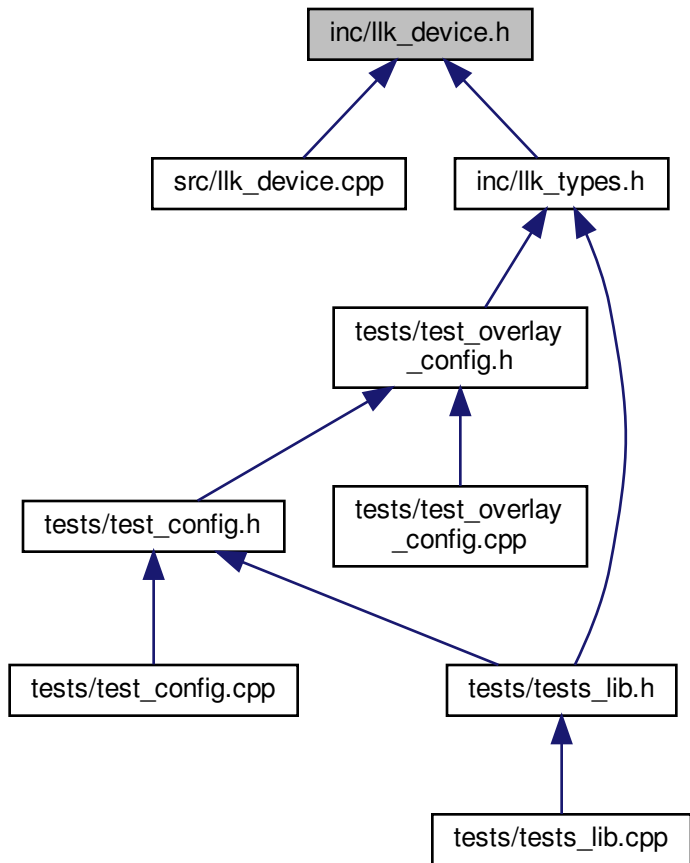 inc/llk_device.h
src/llk_device.cpp
inc/llk_types.h
tests/test_overlay
_config.h
tests/test_config.h
tests/test_overlay
_config.cpp
tests/test_config.cpp
tests/tests_lib.h
tests/tests_lib.cpp